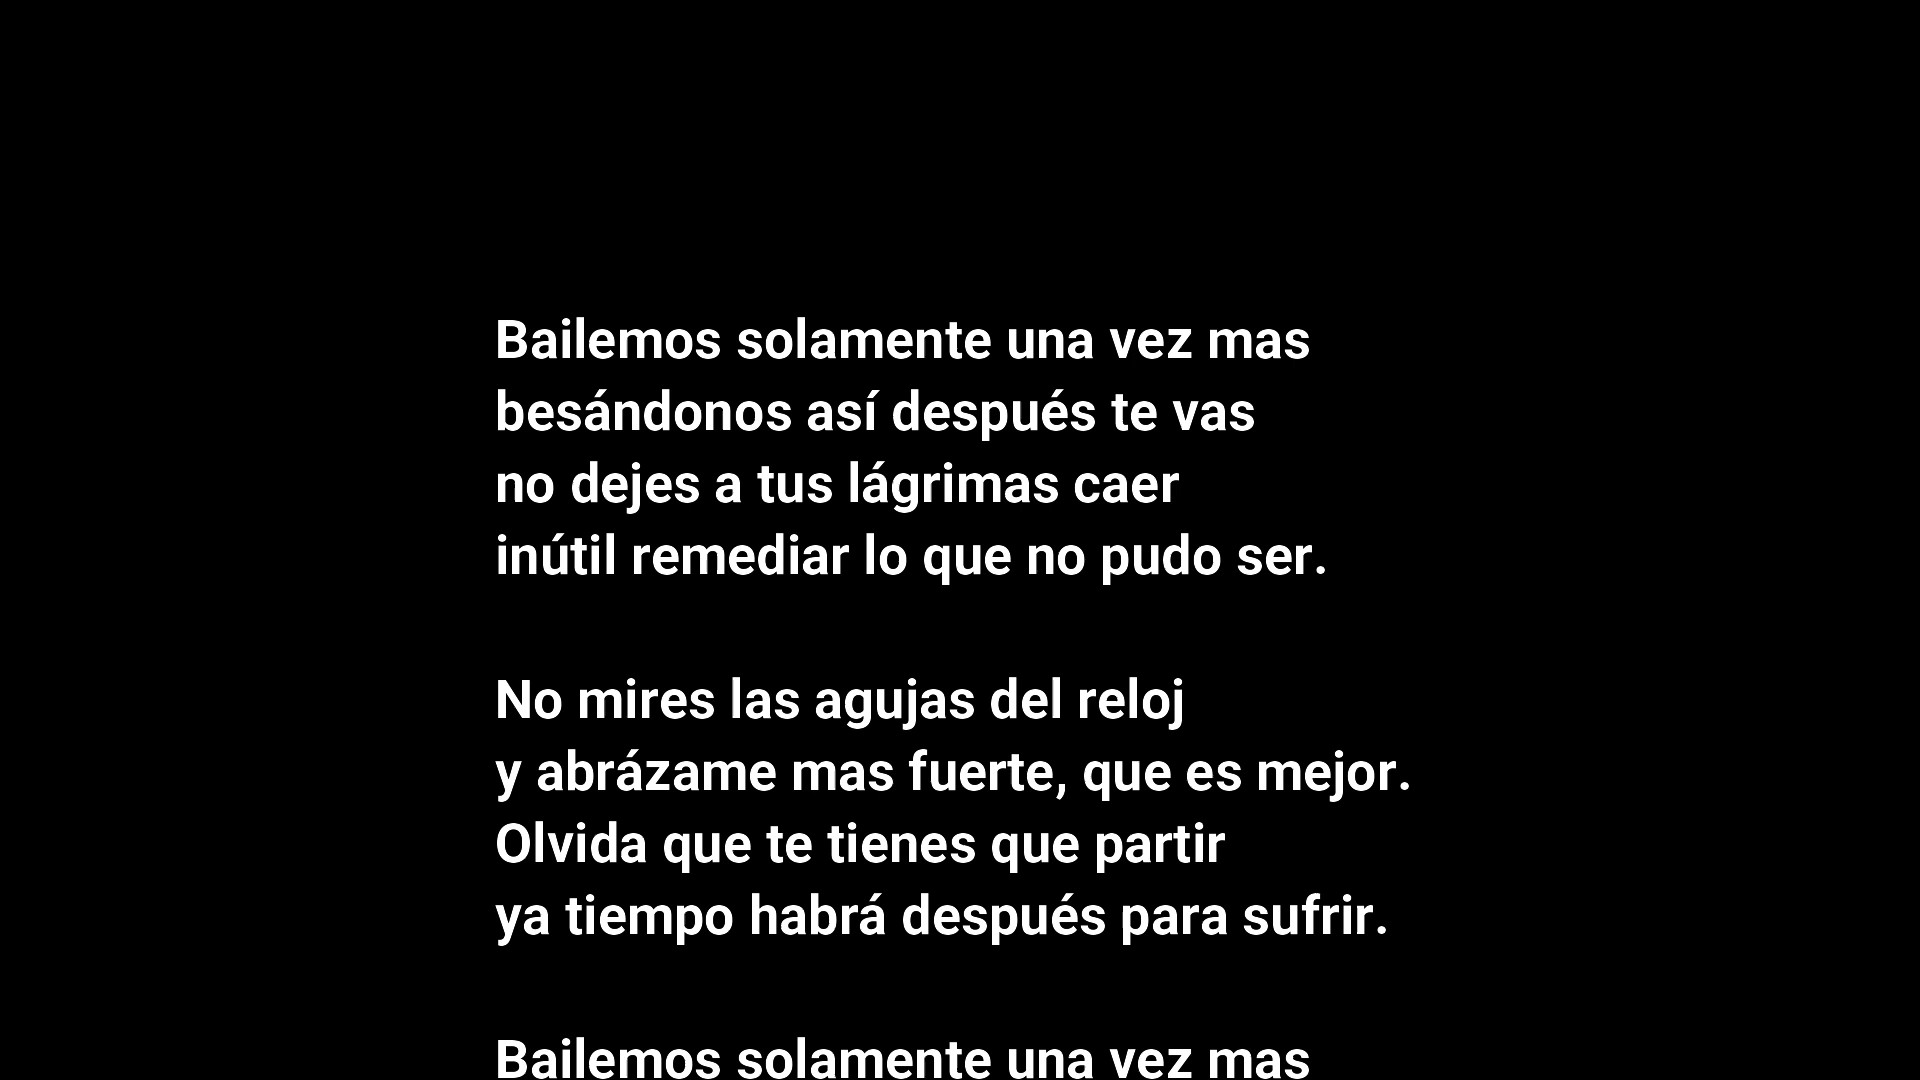 Bailemos solamente una vez mas
besándonos así después te vas
no dejes a tus lágrimas caer
inútil remediar lo que no pudo ser.
No mires las agujas del reloj
y abrázame mas fuerte, que es mejor.
Olvida que te tienes que partir
ya tiempo habrá después para sufrir.
Bailemos solamente una vez mas